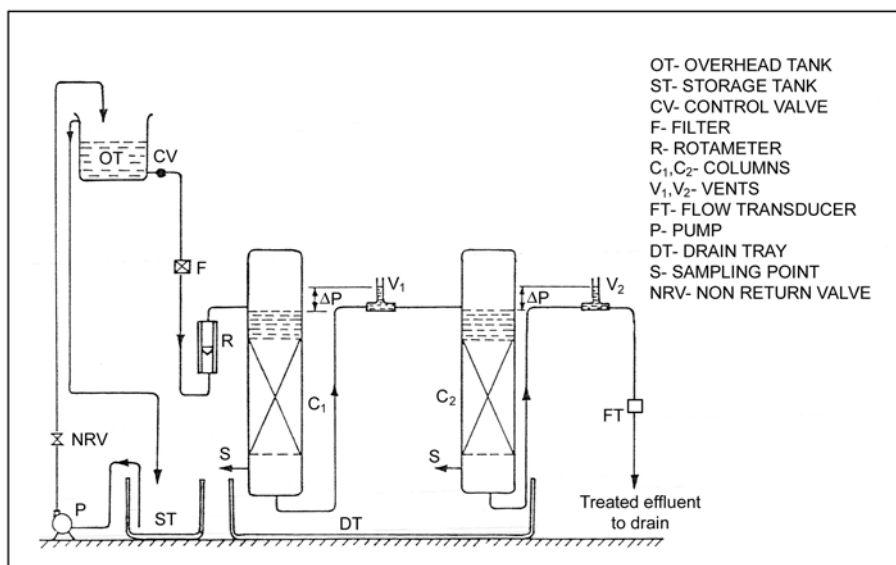 OT- OVERHEAD TANK
ST- STORAGE TANK
CV- CONTROL VALVE
F- FILTER
R- ROTAMETER
C₁,C₂- COLUMNS
V₁,V₂- VENTS
FT- FLOW TRANSDUCER
P- PUMP
DT- DRAIN TRAY
S- SAMPLING POINT
NRV- NON RETURN VALVE
OT
CV
F
R
V₁
ΔP
C₁
S
V₂
ΔP
C₂
S
FT
NRV
P
ST
DT
Treated effluent
to drain